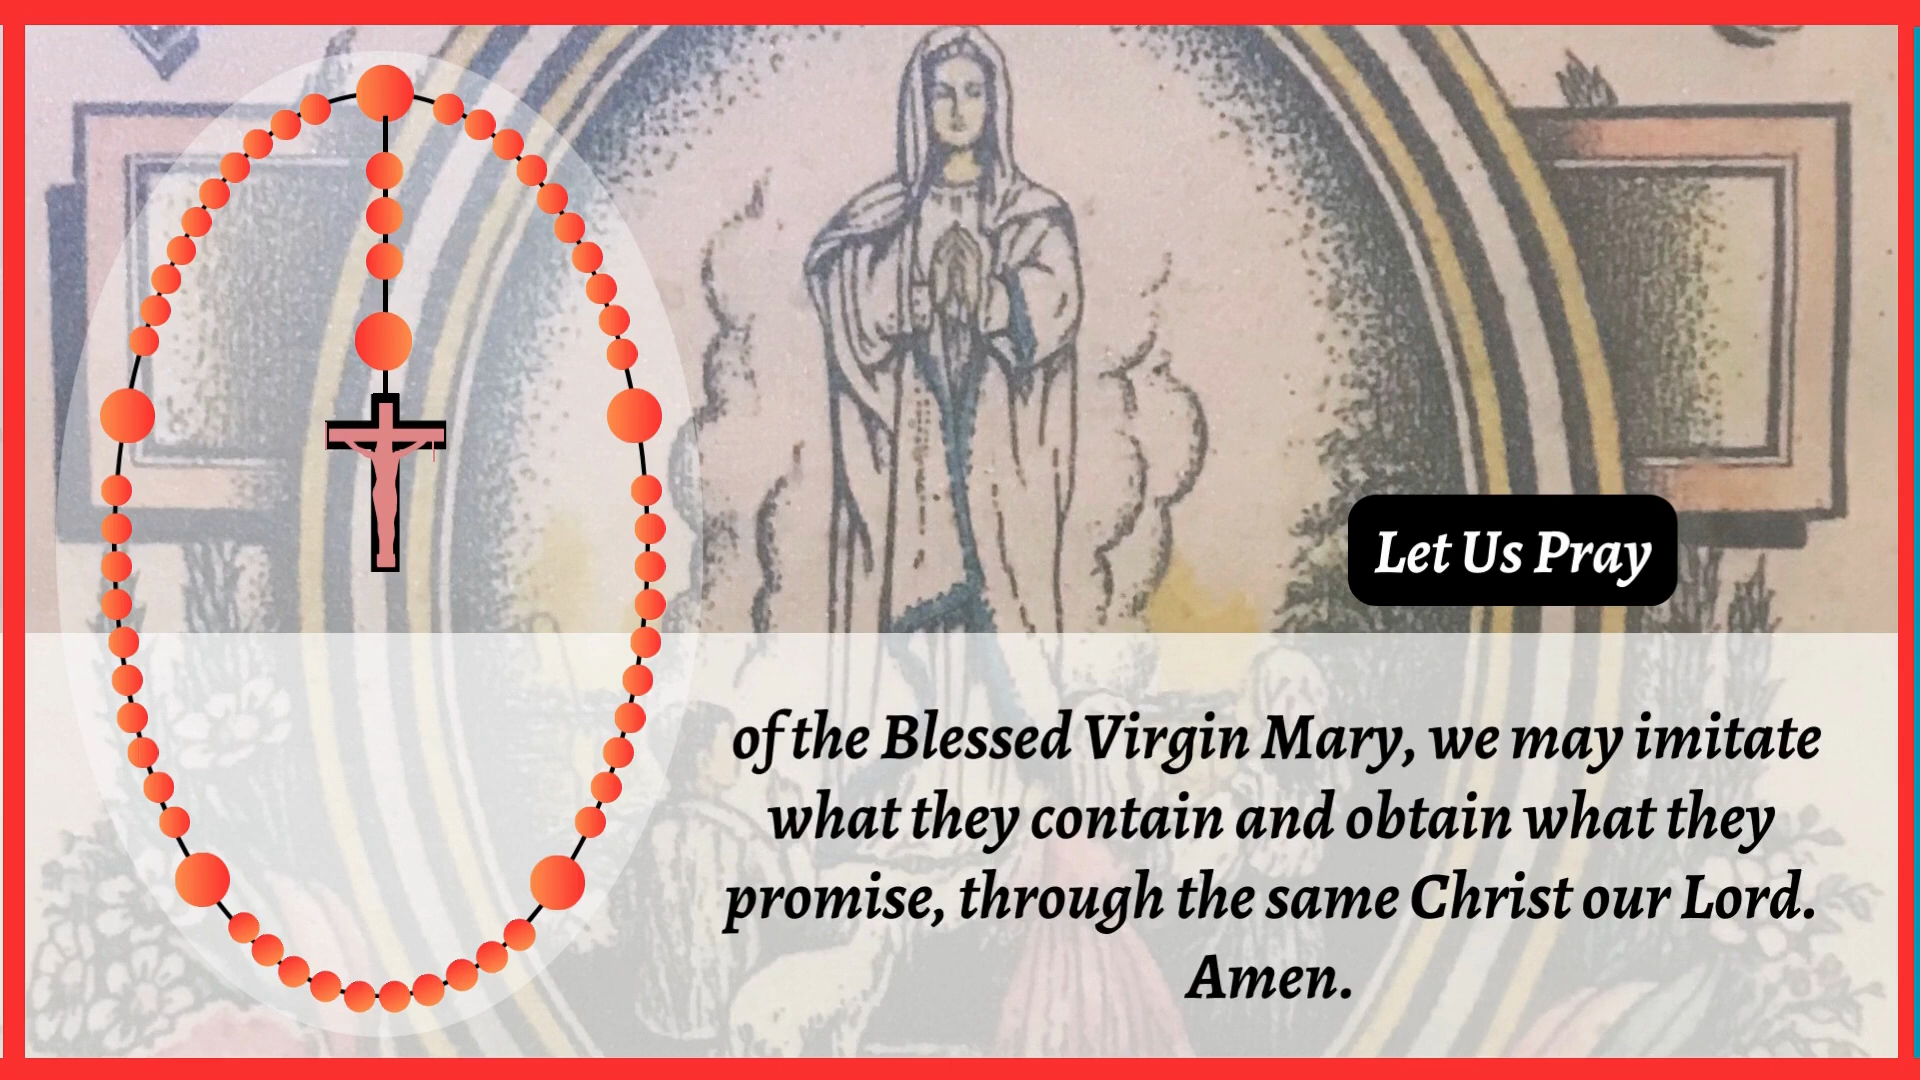 Let Us Pray
of the Blessed Virgin Mary, we may imitate
what they contain and obtain what they
promise, through the same Christ our Lord.
Amen.